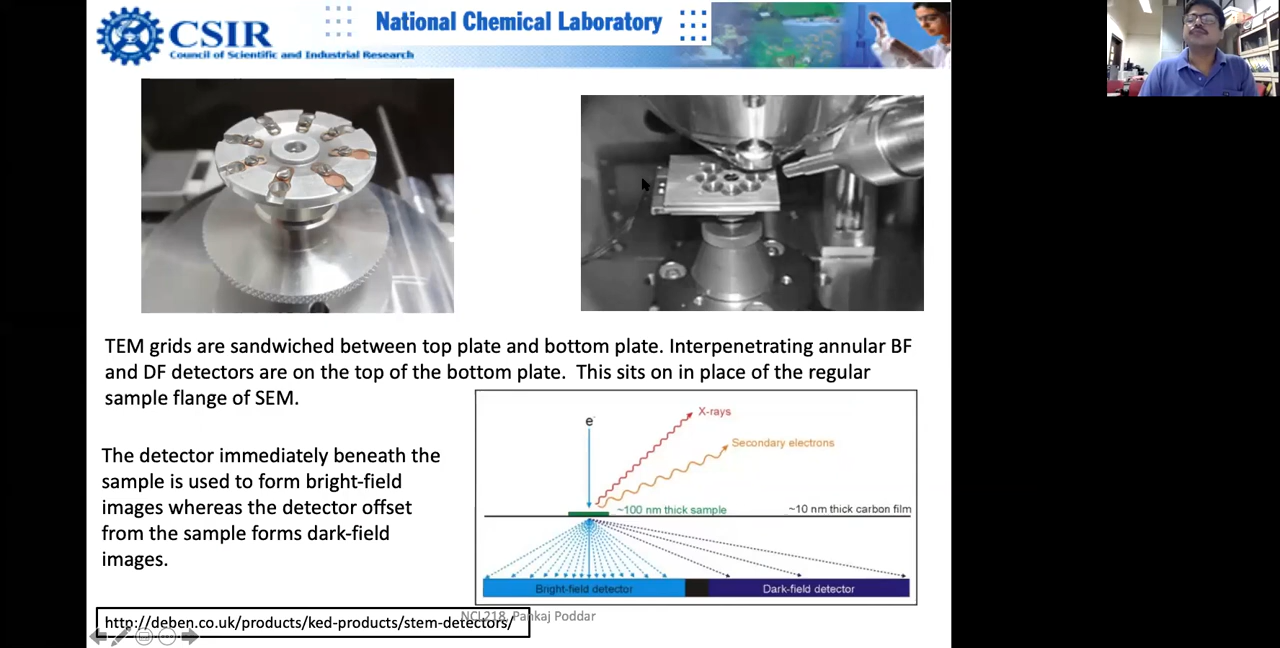 CSIR
Council of Scientific and Industrial Research
National Chemical Laboratory
TEM grids are sandwiched between top plate and bottom plate. Interpenetrating annular BF
and DF detectors are on the top of the bottom plate. This sits on in place of the regular
sample flange of SEM.
The detector immediately beneath the
sample is used to form bright-field
images whereas the detector offset
from the sample forms dark-field
images.
e-
X-rays
Secondary electrons
~100 nm thick sample
~10 nm thick carbon film
Bright-field detector
Dark-field detector
NCL218, Pankaj Poddar
http://deben.co.uk/products/ked-products/stem-detectors/